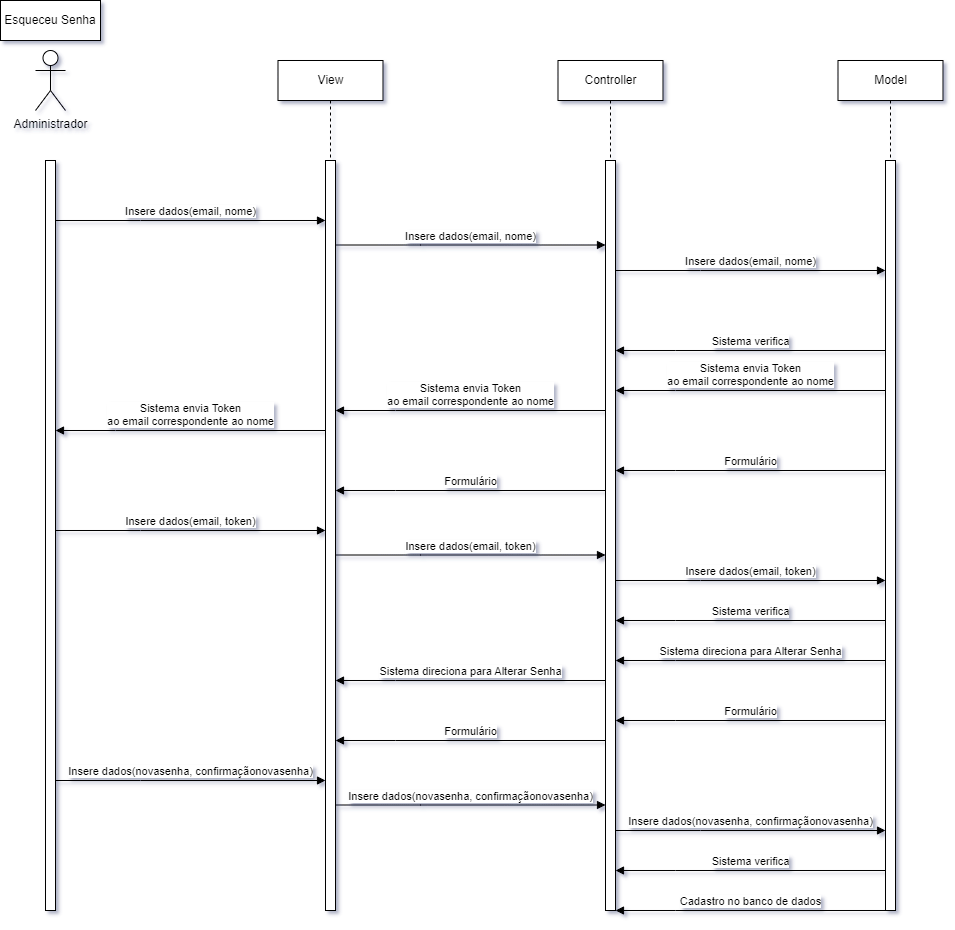 Esqueceu Senha
View
Controller
Model
Administrador
Insere dados(email, nome)
Insere dados(email, nome)
Insere dados(email, nome)
Sistema verifica
Sistema envia Token
ao email correspondente ao nome
Sistema envia Token
ao email correspondente ao nome
Sistema envia Token
ao email correspondente ao nome
Formulário
Formulário
Insere dados(email, token)
Insere dados(email, token)
Insere dados(email, token)
Sistema verifica
Sistema direciona para Alterar Senha
Sistema direciona para Alterar Senha
Formulário
Formulário
Insere dados(novasenha, confirmaçãonovasenha)
Insere dados(novasenha, confirmaçãonovasenha)
Insere dados(novasenha, confirmaçãonovasenha)
Sistema verifica
Cadastro no banco de dados